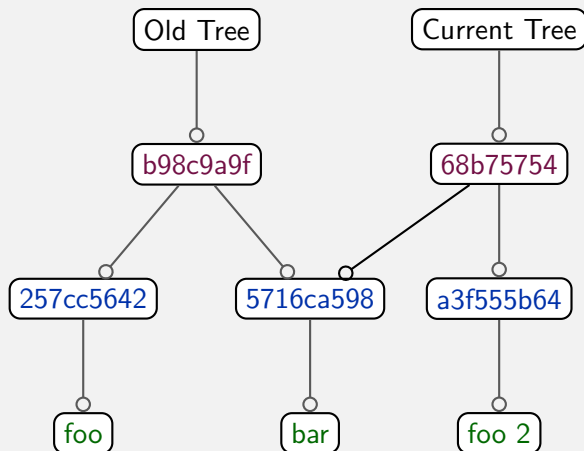 Old Tree
Current Tree
b98c9a9f
68b75754
257cc5642
5716ca598
a3f555b64
foo
bar
foo 2